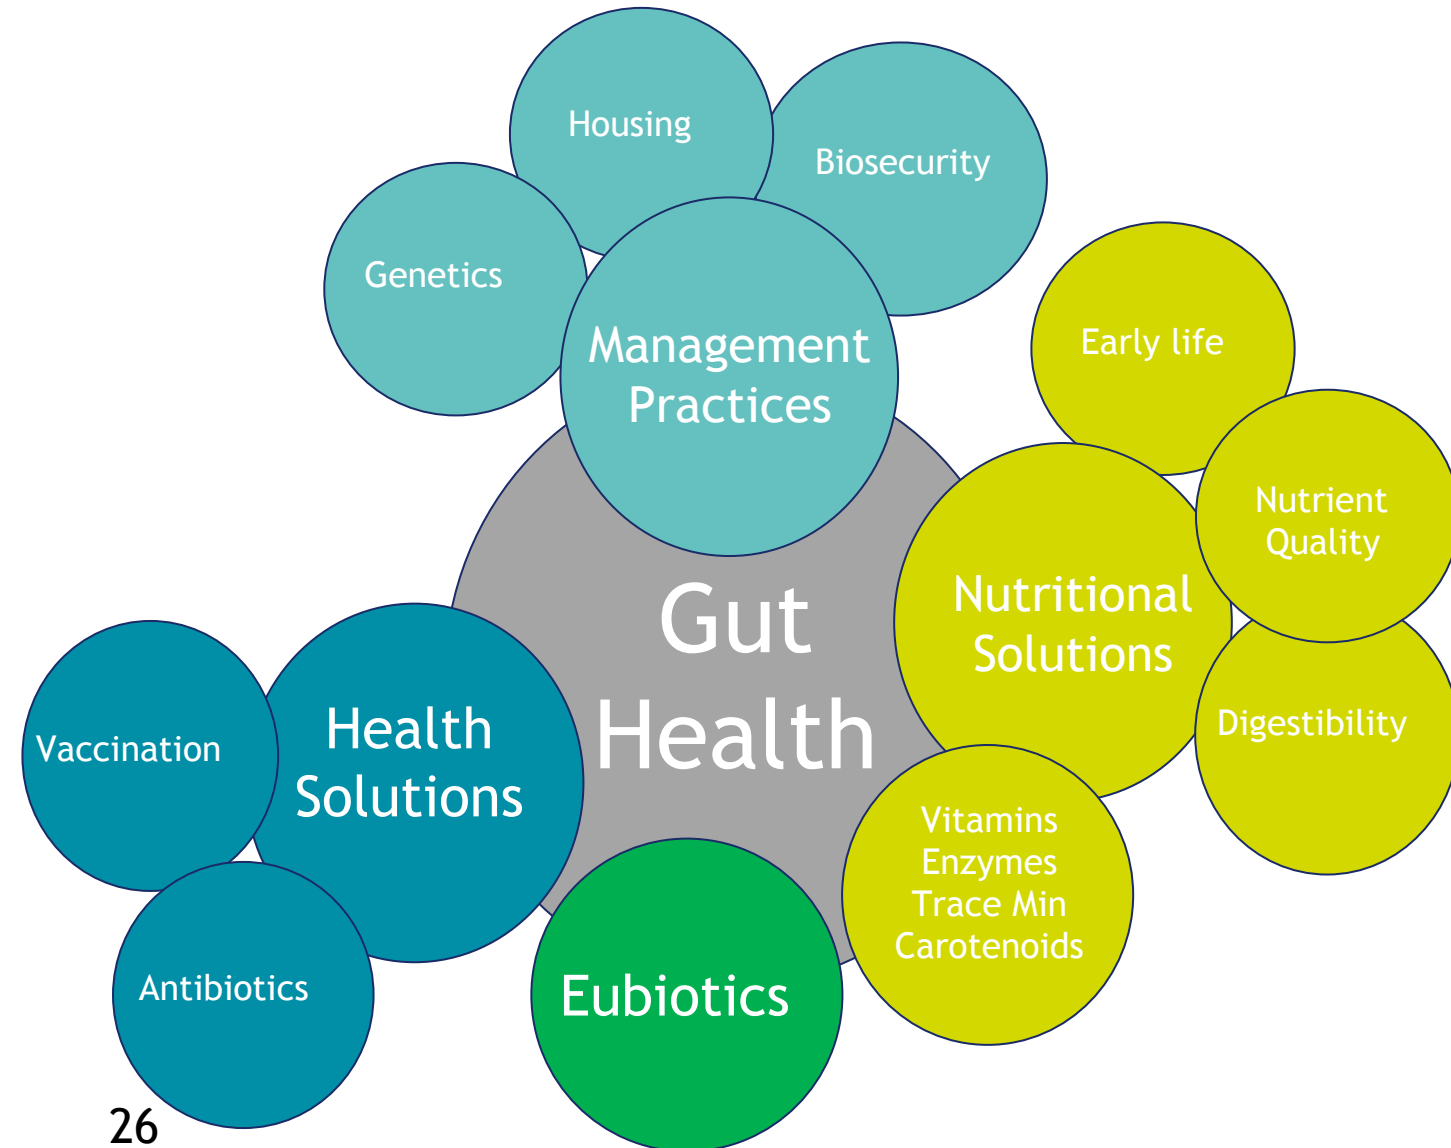 Housing
Biosecurity
Genetics
Management
Practices
Early life
Nutrient
Quality
Gut
Health
Nutritional
Solutions
Digestibility
Health
Solutions
Vaccination
Vitamins
Enzymes
Trace Min
Carotenoids
Eubiotics
Antibiotics
26